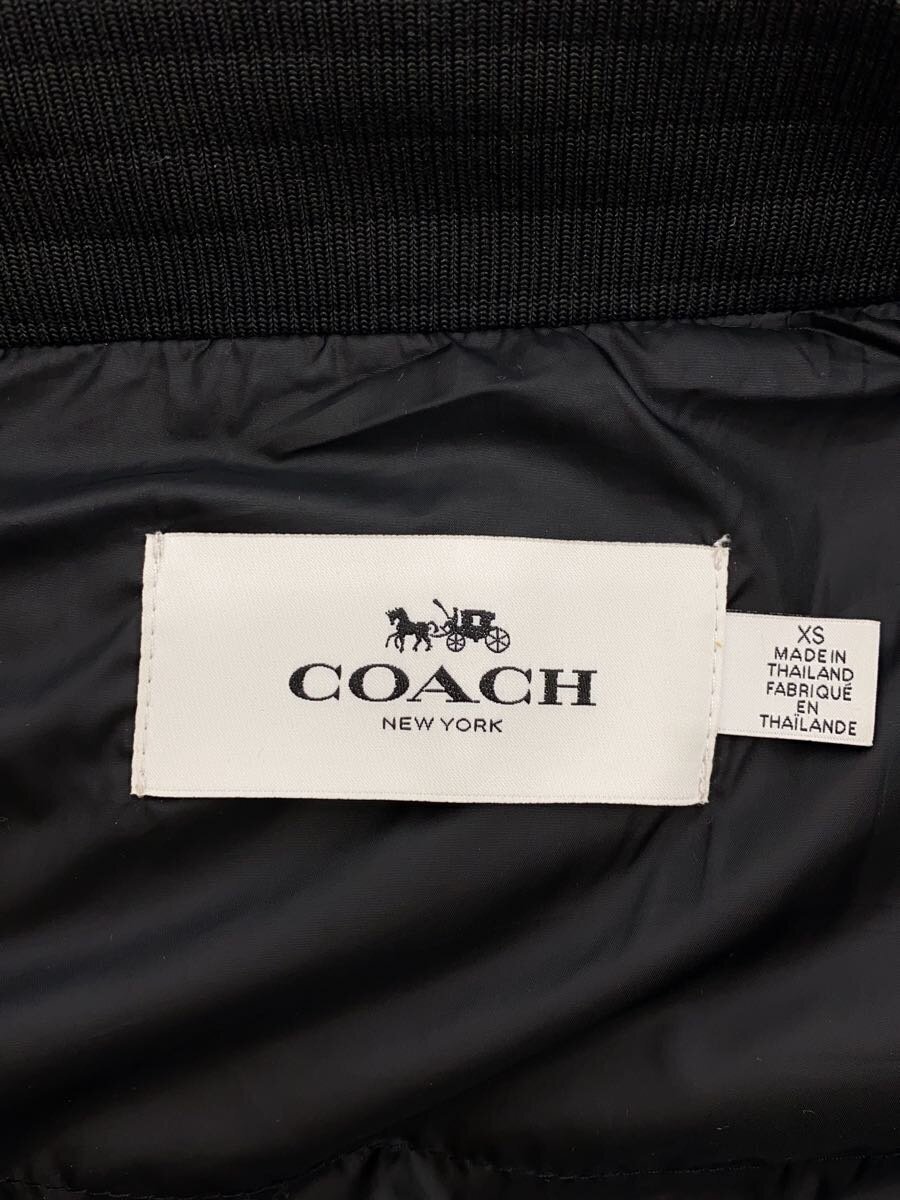 COACH
NEW YORK
XS
MADE IN
THAILAND
FABRIQUÉ
EN
THAÏLANDE